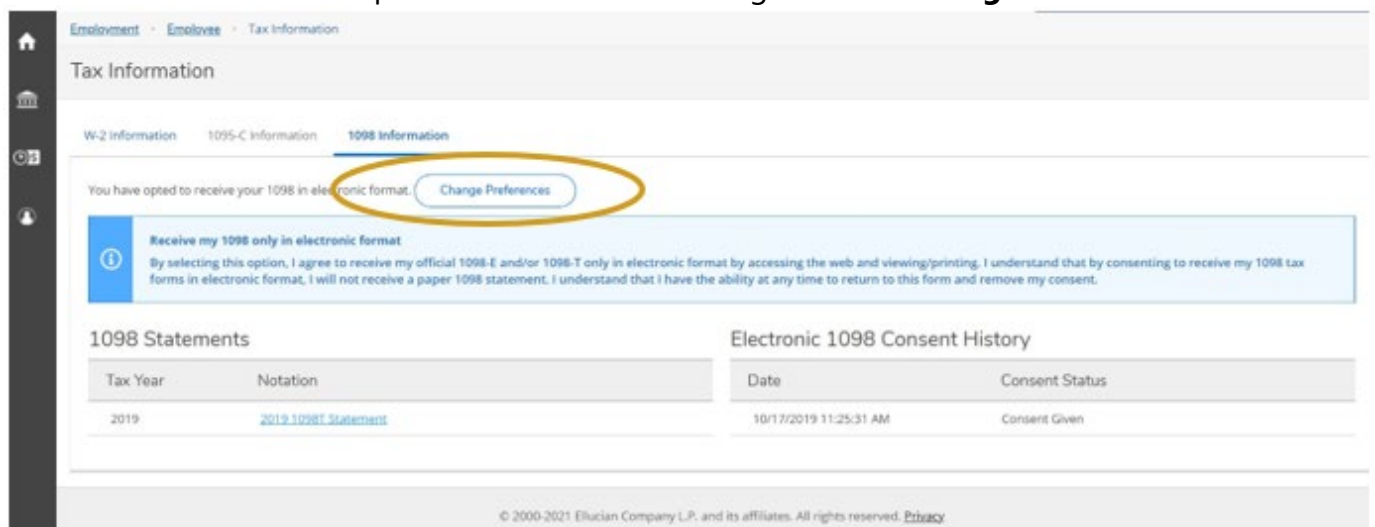 Employment · Employee · Tax Information
Tax Information
W-2 Information 1095-C Information 1098 Information
You have opted to receive your 1098 in electronic format. Change Preferences
Receive my 1098 only in electronic format
By selecting this option, I agree to receive my official 1098-E and/or 1098-T only in electronic format by accessing the web and viewing/printing. I understand that by consenting to receive my 1098 tax
forms in electronic format, I will not receive a paper 1098 statement. I understand that I have the ability at any time to return to this form and remove my consent.
1098 Statements
Tax Year Notation
2019 2019 1098T Statement
Electronic 1098 Consent History
Date Consent Status
10/17/2019 11:25:31 AM Consent Given
© 2000-2021 Ellucian Company L.P. and its affiliates. All rights reserved. Privacy